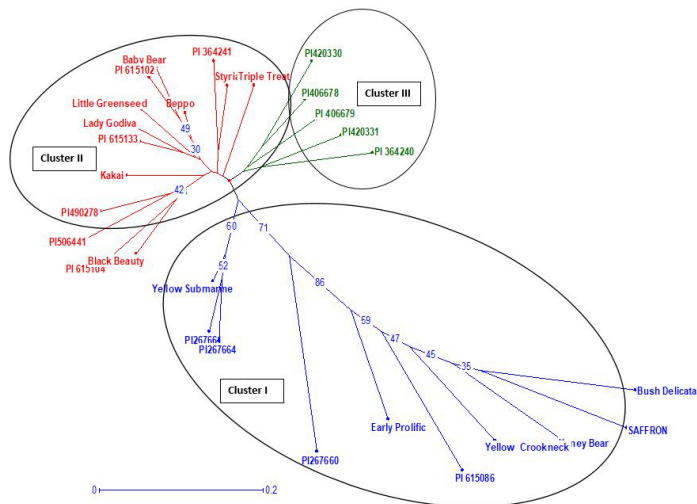 PI 364241
PI420330
Baby Bear
PI 615102
Triple Treat
PI406678
Cluster III
Little Greenseed
Beppo
PI 406679
Lady Godiva
49
PI420331
PI 615133
30
PI 364240
Cluster II
Kakai
42
PI490278
60
71
PI506441
Black Beauty
PI 615104
52
Yellow Submarine
86
59
PI267664
47
45
35
Cluster I
Bush Delicata
Early Prolific
SAFFRON
Yellow Crookneck
ney Bear
PI267660
PI 615086
0
0.2